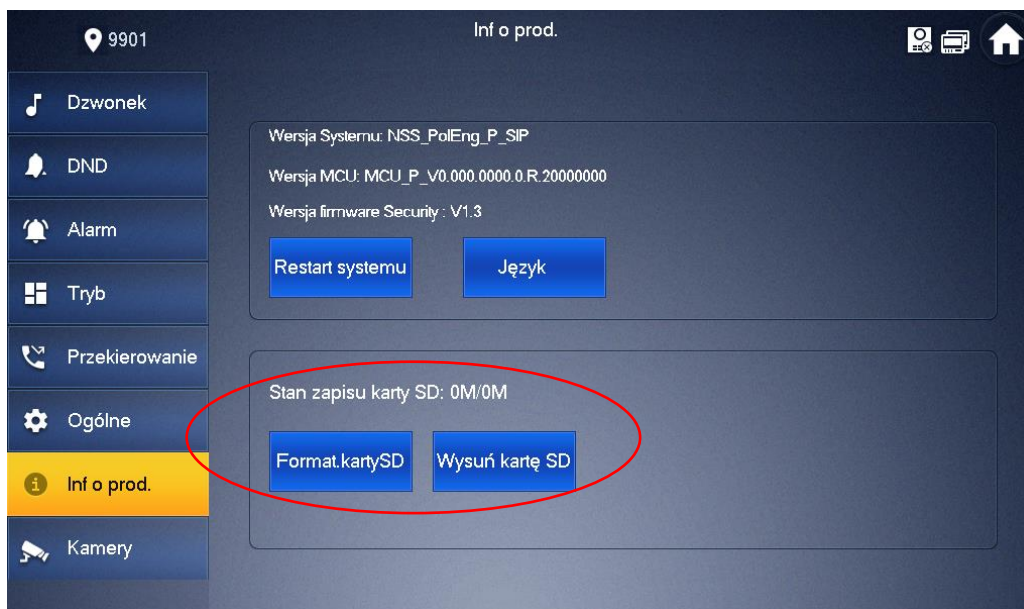 9901
Inf o prod.
Dzwonek
DND
Alarm
Tryb
Przekierowanie
Ogólne
Inf o prod.
Kamery
Wersja Systemu: NSS_PolEng_P_SIP
Wersja MCU: MCU_P_V0.000.0000.0.R.20000000
Wersja firmware Security : V1.3
Restart systemu
Język
Stan zapisu karty SD: 0M/0M
Format.kartySD
Wysuń kartę SD